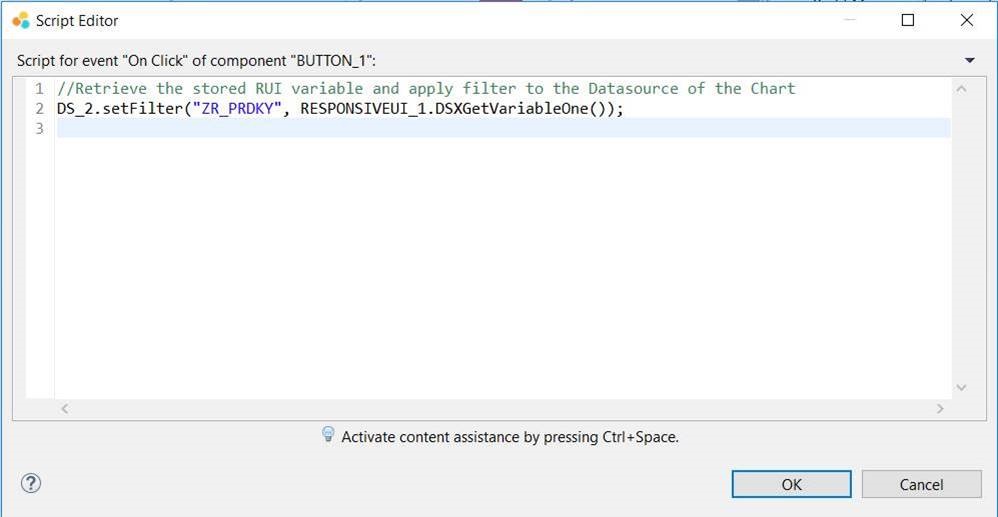 Script Editor
Script for event "On Click" of component "BUTTON_1":
1 //Retrieve the stored RUI variable and apply filter to the Datasource of the Chart
2 DS_2.setFilter("ZR_PRDKY", RESPONSIVEUI_1.DSXGetVariableOne());
3
Activate content assistance by pressing Ctrl+Space.
?
OK Cancel